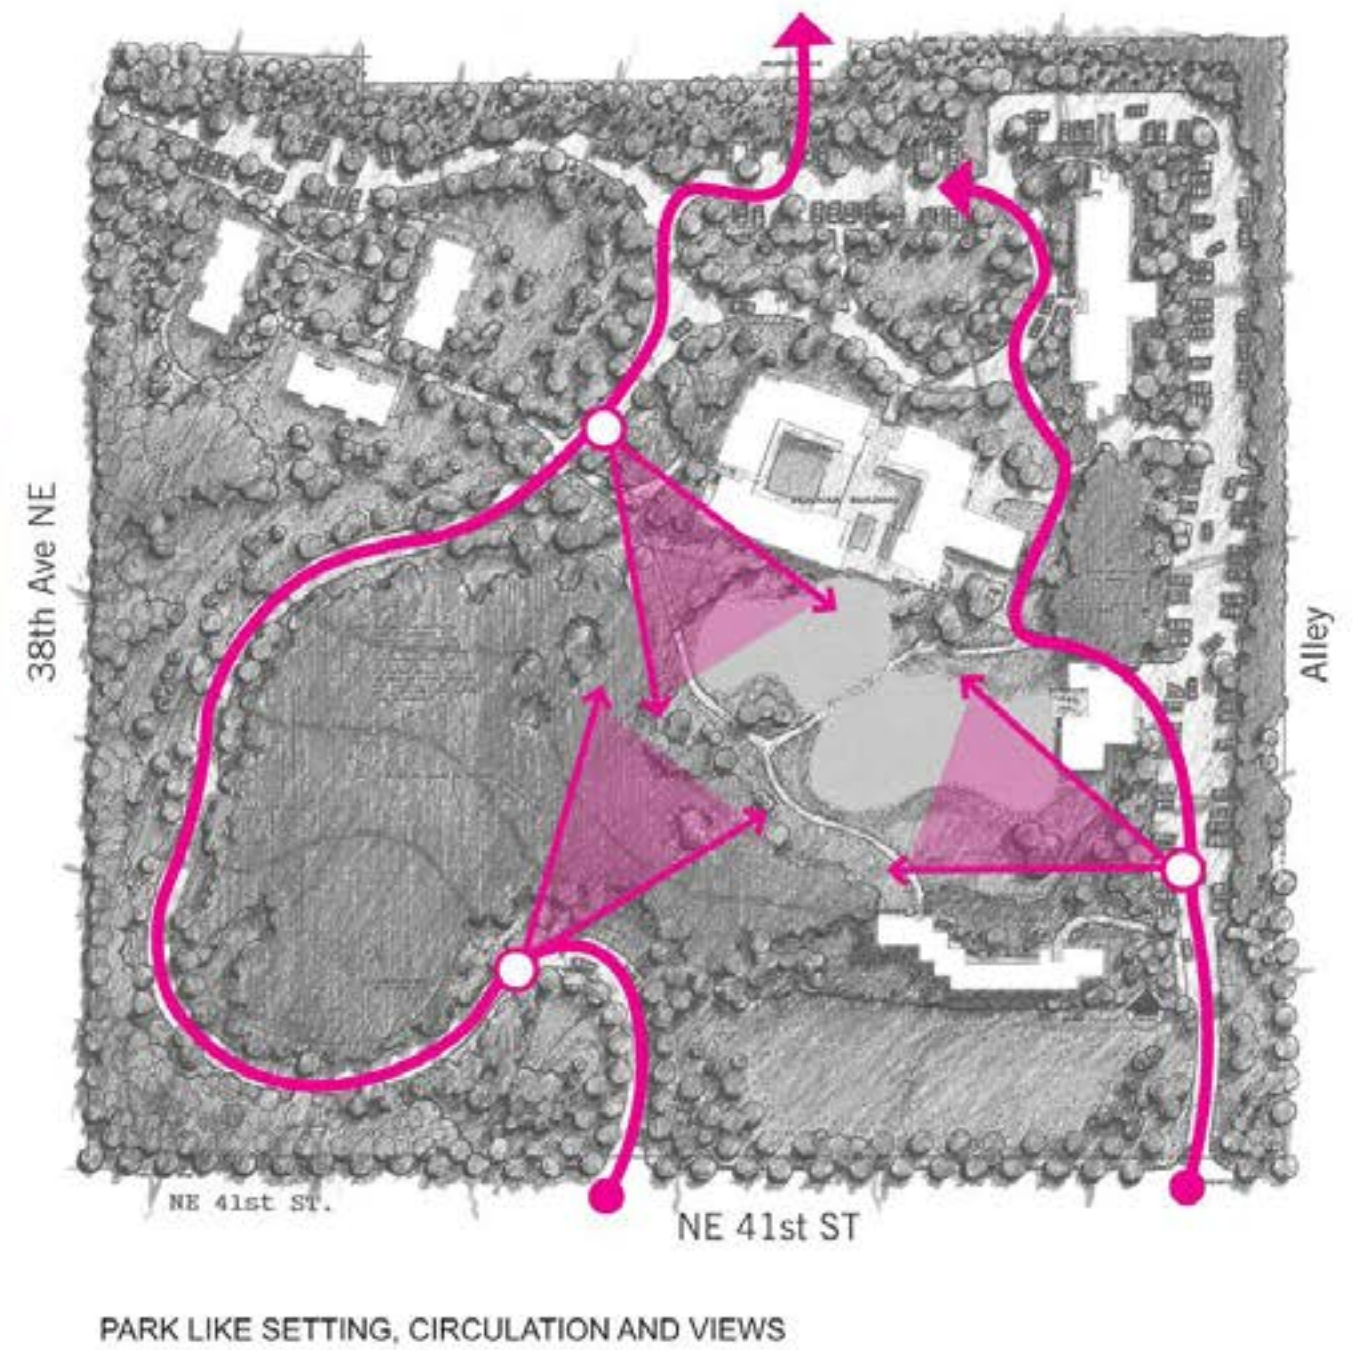 38th Ave NE
Alley
NE 41st ST.
NE 41st ST
PARK LIKE SETTING, CIRCULATION AND VIEWS